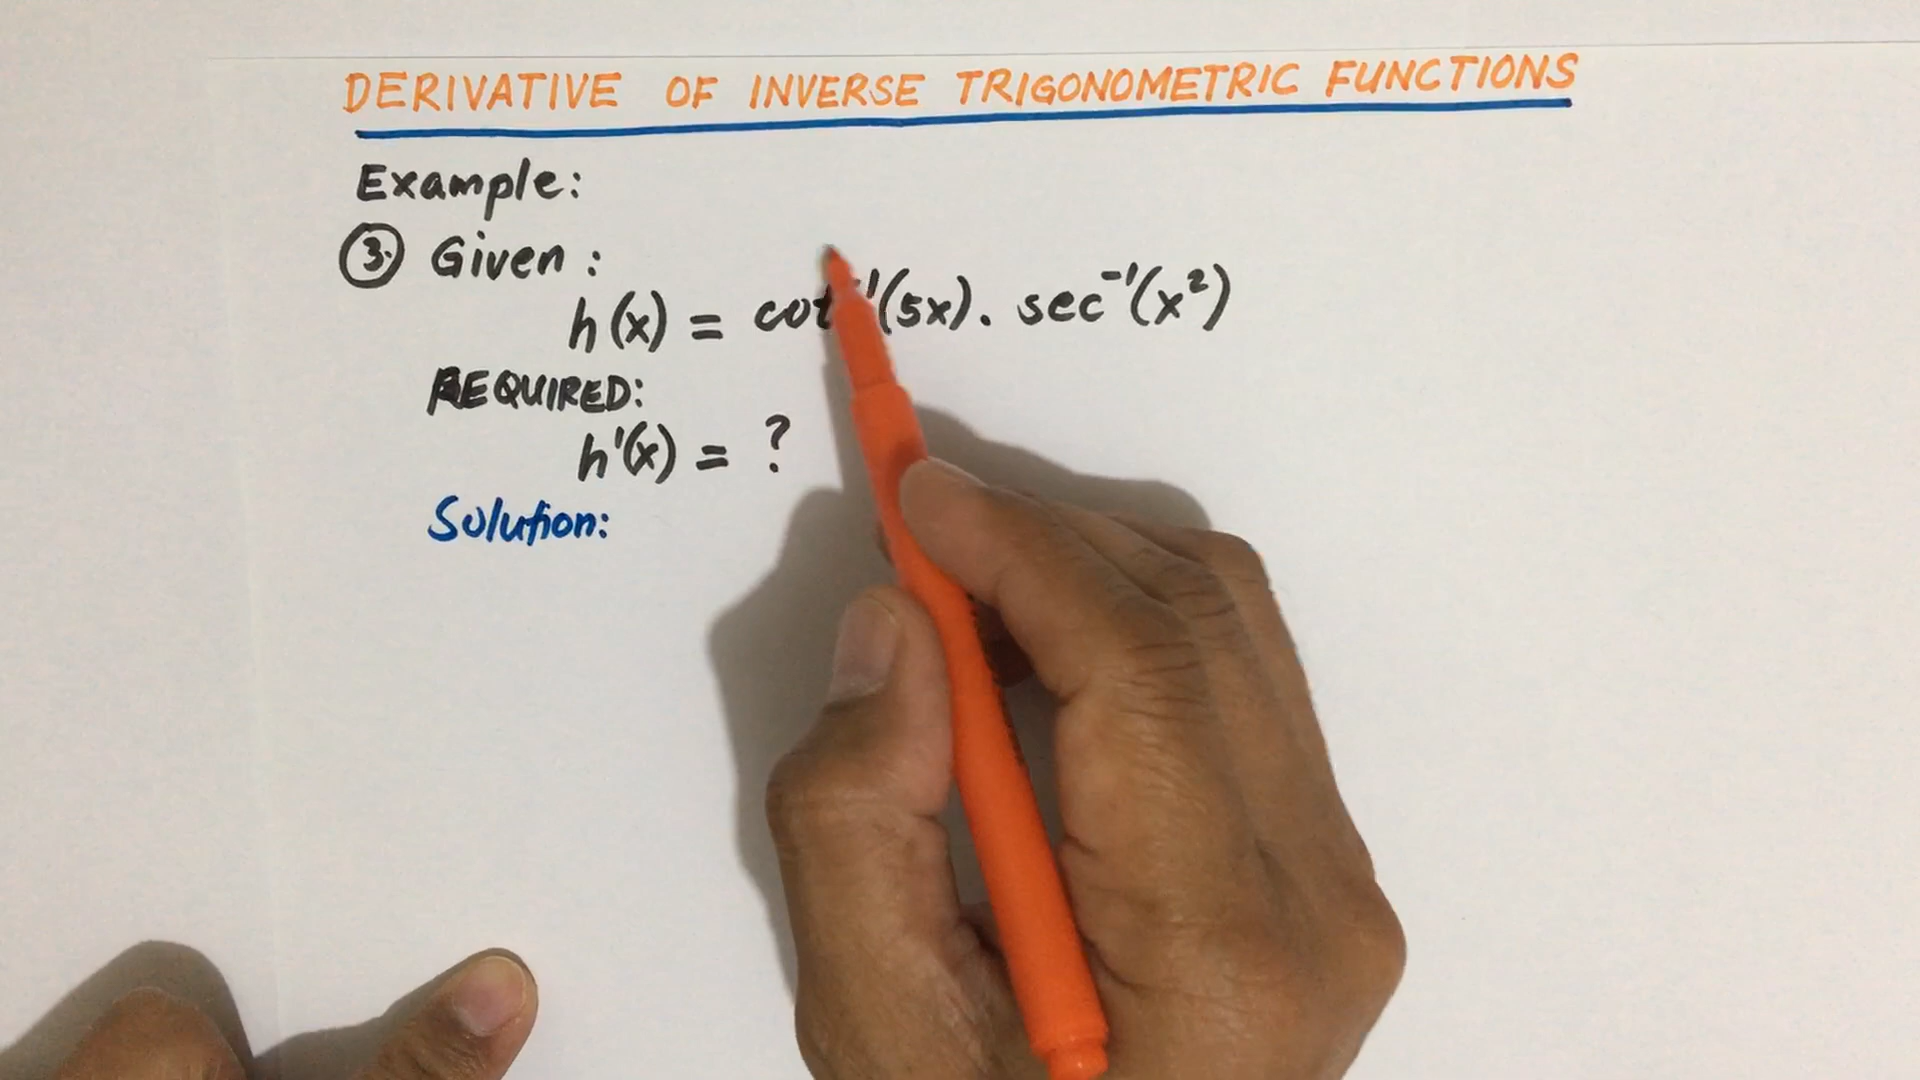 DERIVATIVE OF INVERSE TRIGONOMETRIC FUNCTIONS
Example:
3. Given:
h(x) = cot⁻¹(5x). sec⁻¹(x²)
REQUIRED:
h'(x) = ?
Solution: